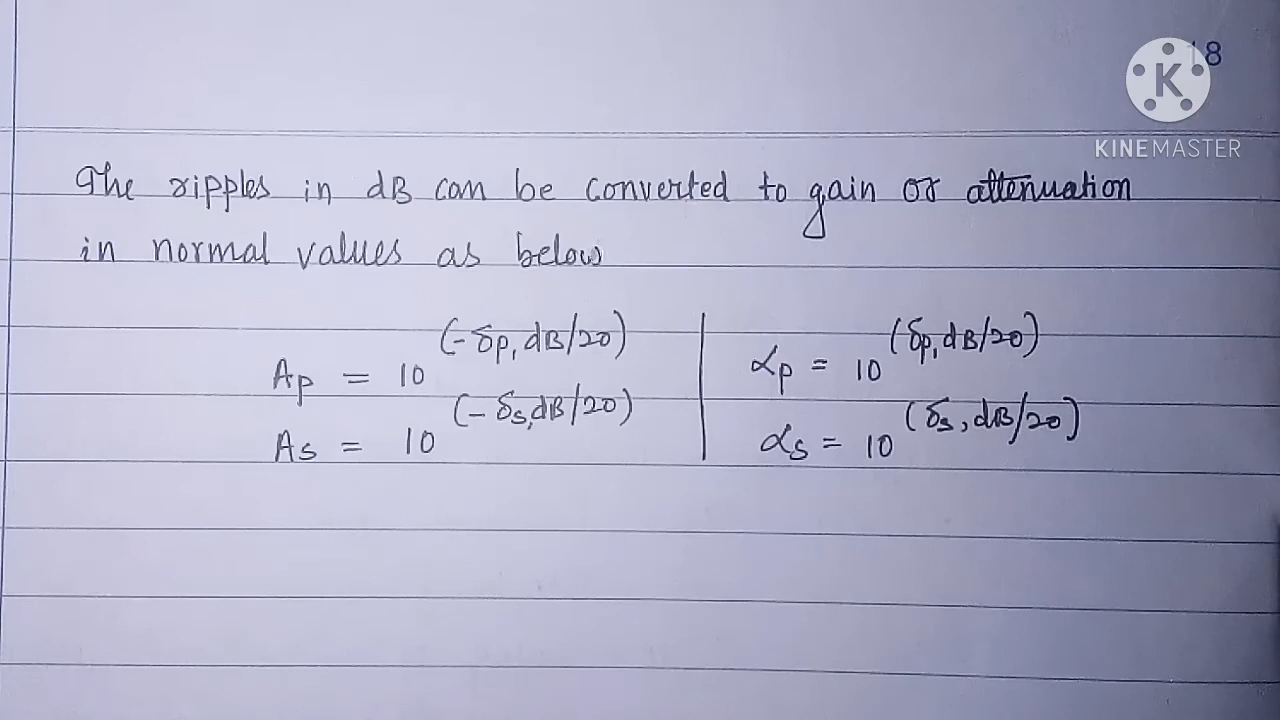 18
K
KINEMASTER
The ripples in dB can be converted to gain or attenuation
in normal values as below
Ap = 10^(-δp, dB/20) | αp = 10^(δp, dB/20)
As = 10^(-δs, dB/20) | αs = 10^(δs, dB/20)